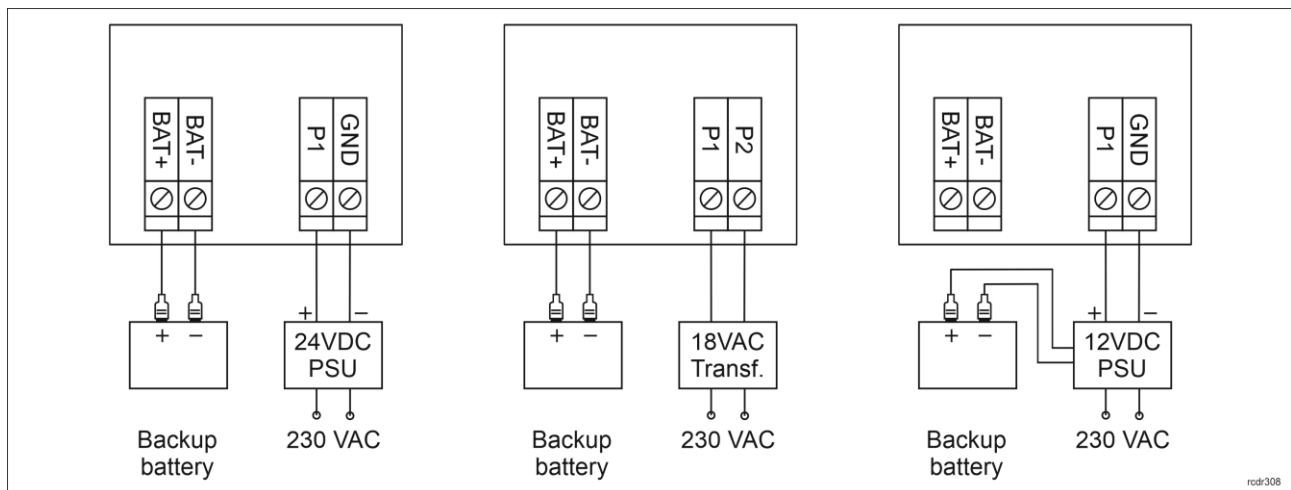 BAT+
BAT-
P1
GND
+
−
24VDC
PSU
+ −
Backup
battery
230 VAC
BAT+
BAT-
P1
P2
18VAC
Transf.
+ −
Backup
battery
230 VAC
BAT+
BAT-
P1
GND
+
−
12VDC
PSU
+ −
Backup
battery
230 VAC
rcdr308